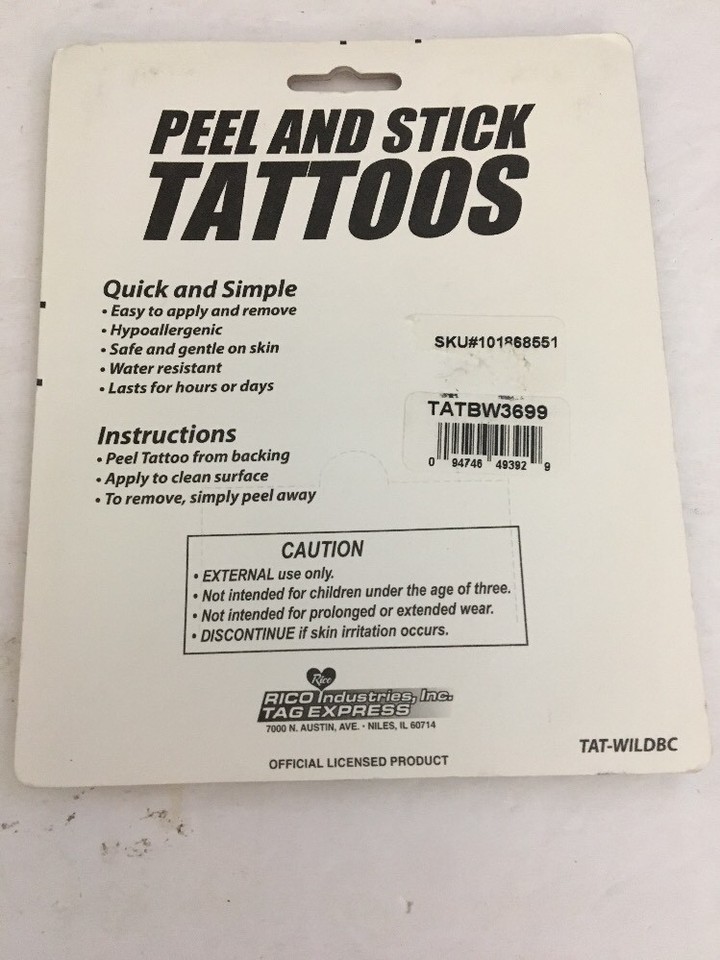 PEEL AND STICK
TATTOOS
Quick and Simple
• Easy to apply and remove
• Hypoallergenic
• Safe and gentle on skin
• Water resistant
• Lasts for hours or days
SKU#101868551
TATBW3699
0 94746 49392 9
Instructions
• Peel Tattoo from backing
• Apply to clean surface
• To remove, simply peel away
CAUTION
• EXTERNAL use only.
• Not intended for children under the age of three.
• Not intended for prolonged or extended wear.
• DISCONTINUE if skin irritation occurs.
Rico
RICO Industries, Inc.
TAG EXPRESS
7000 N. AUSTIN, AVE. • NILES, IL 60714
OFFICIAL LICENSED PRODUCT
TAT-WILDBC